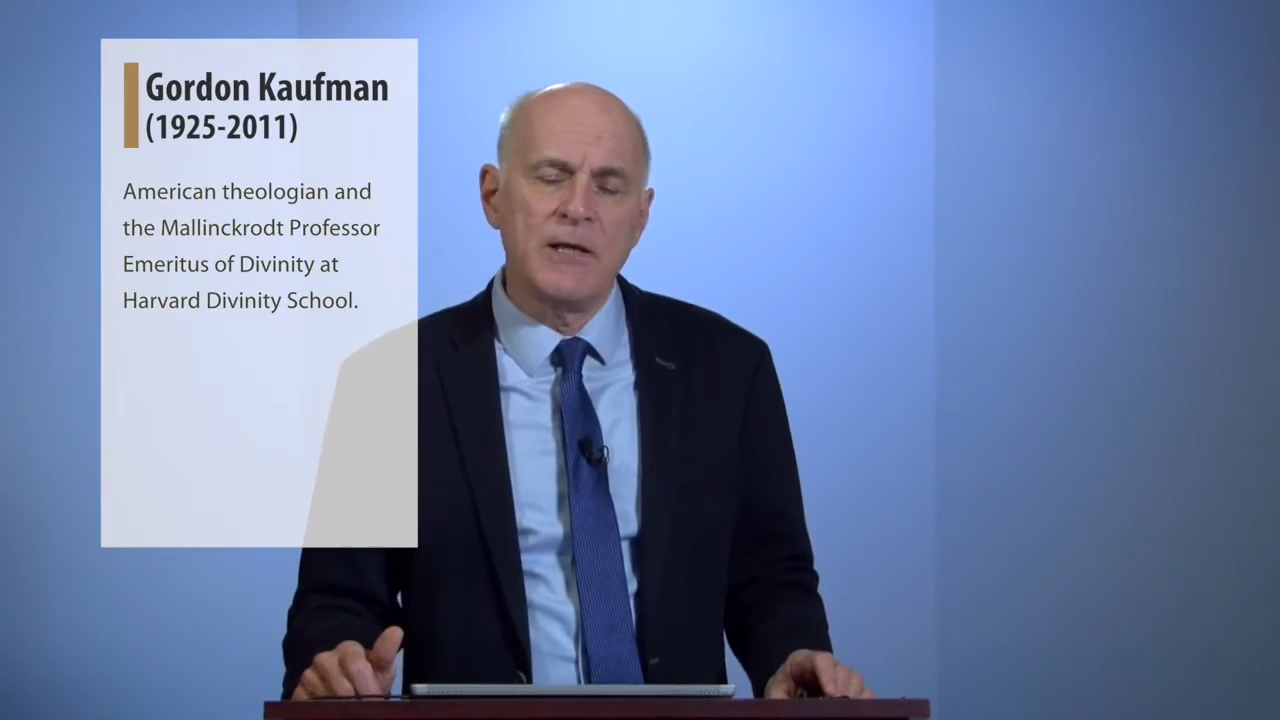 Gordon Kaufman
(1925-2011)
American theologian and
the Mallinckrodt Professor
Emeritus of Divinity at
Harvard Divinity School.